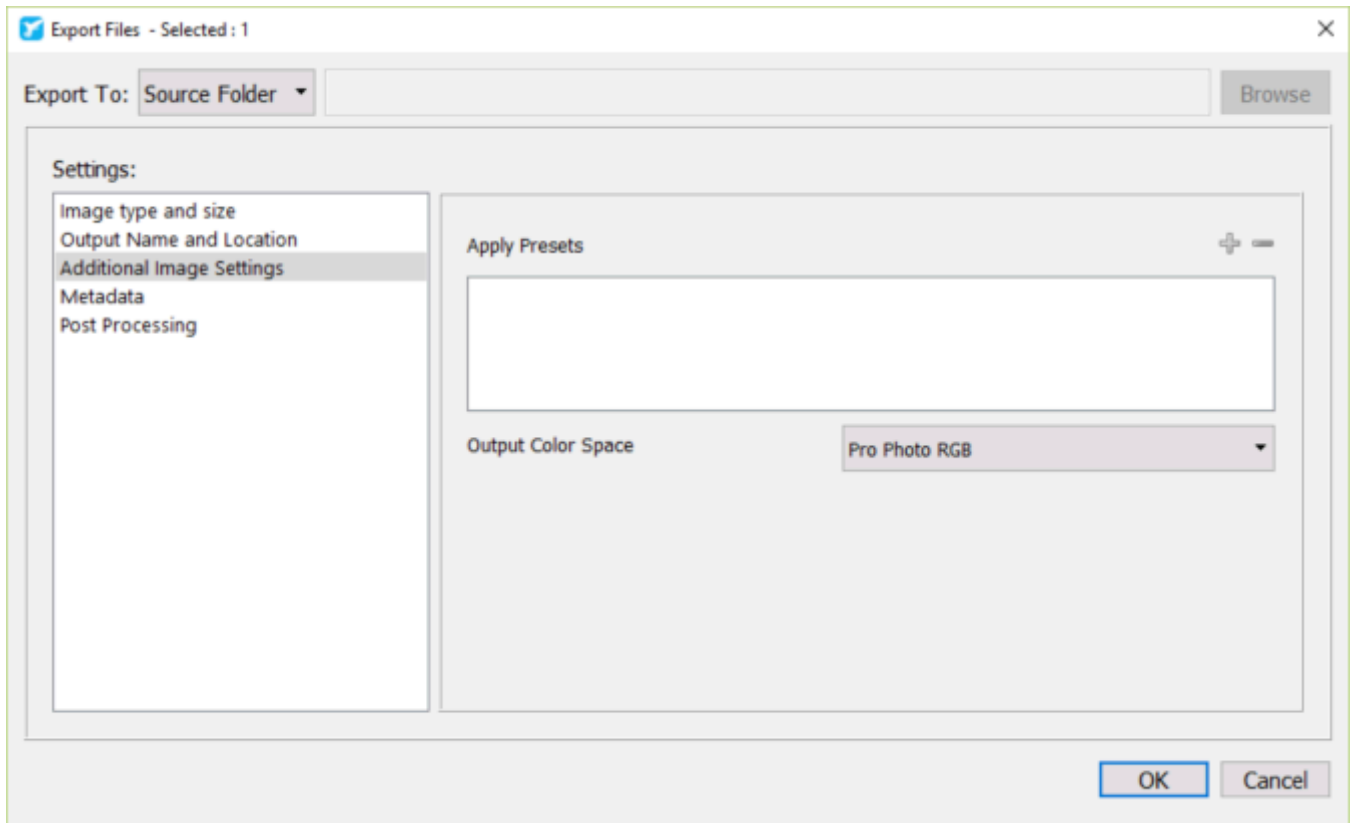 Export Files - Selected : 1
Export To: Source Folder Browse
Settings:
Image type and size
Output Name and Location
Additional Image Settings
Metadata
Post Processing
Apply Presets
Output Color Space Pro Photo RGB
OK Cancel